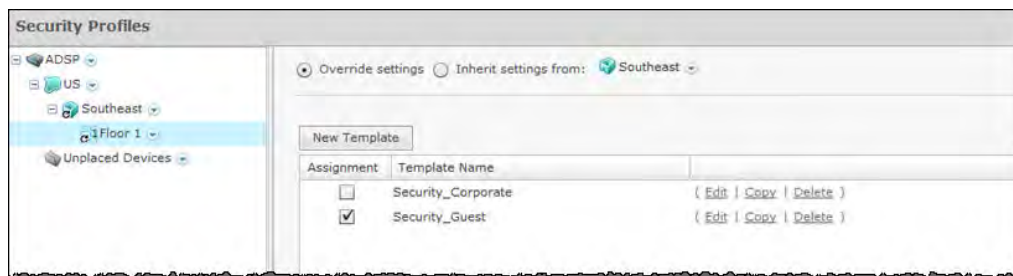 Security Profiles
ADSP
US
Southeast
Floor 1
Unplaced Devices
Override settings Inherit settings from: Southeast
New Template
Assignment Template Name
Security_Corporate ( Edit | Copy | Delete )
Security_Guest ( Edit | Copy | Delete )